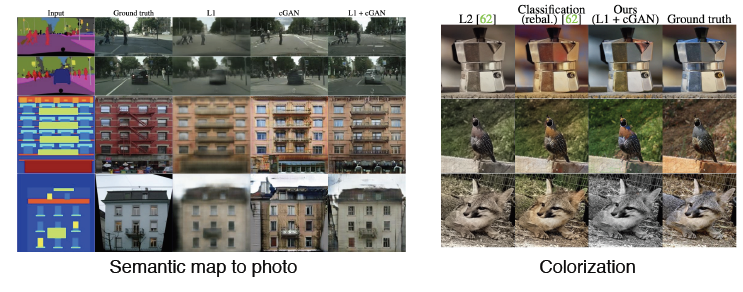 Input Ground truth L1 cGAN L1 + cGAN
Classification Ours
L2 [62] (rebal.) [62] (L1 + cGAN) Ground truth
Semantic map to photo
Colorization